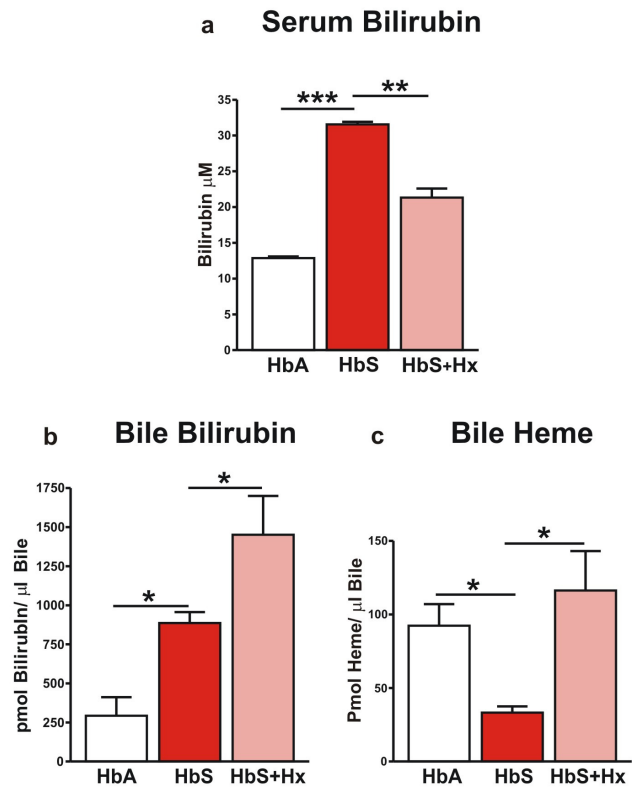 a Serum Bilirubin
*** **
Bilirubin µM
35
30
25
20
15
10
5
0
HbA HbS HbS+Hx
b Bile Bilirubin
* *
pmol BilirubIn/ µl Bile
1750
1500
1250
1000
750
500
250
0
HbA HbS HbS+Hx
c Bile Heme
* *
Pmol Heme/ µl Bile
150
100
50
0
HbA HbS HbS+Hx